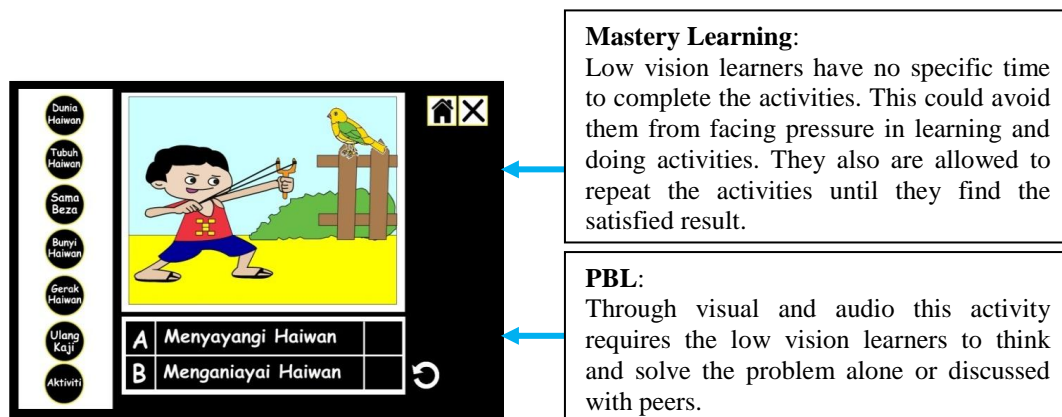 Dunia
Haiwan
Tubuh
Haiwan
Sama
Beza
Bunyi
Haiwan
Gerak
Haiwan
Ulang
Kaji
Aktiviti
A Menyayangi Haiwan
B Menganiayai Haiwan
Mastery Learning:
Low vision learners have no specific time
to complete the activities. This could avoid
them from facing pressure in learning and
doing activities. They also are allowed to
repeat the activities until they find the
satisfied result.
PBL:
Through visual and audio this activity
requires the low vision learners to think
and solve the problem alone or discussed
with peers.